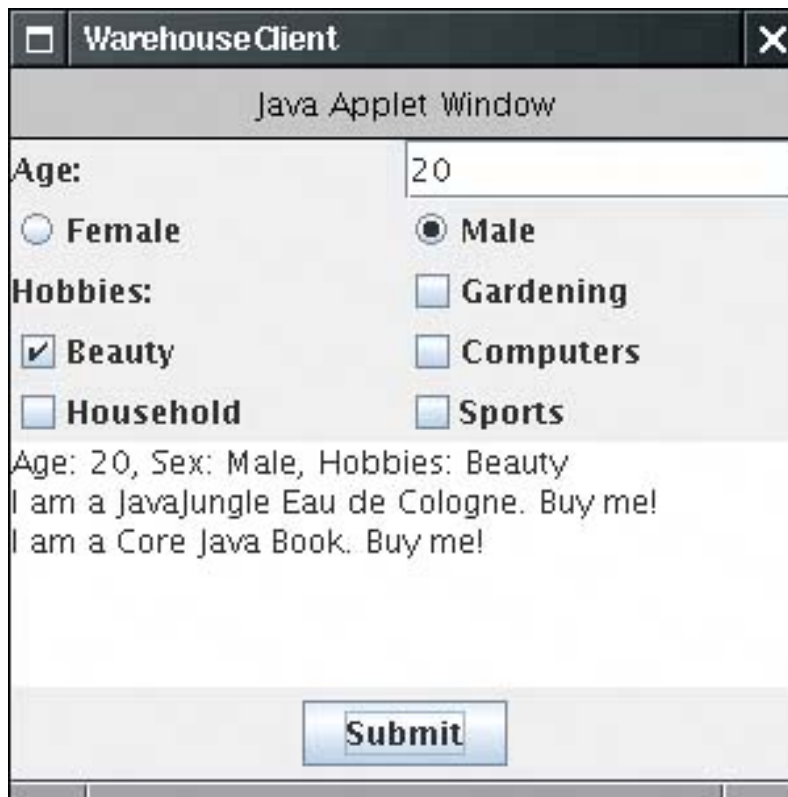 WarehouseClient
Java Applet Window
Age: 20
Female Male
Hobbies: Gardening
Beauty Computers
Household Sports
Age: 20, Sex: Male, Hobbies: Beauty
I am a JavaJungle Eau de Cologne. Buy me!
I am a Core Java Book. Buy me!
Submit